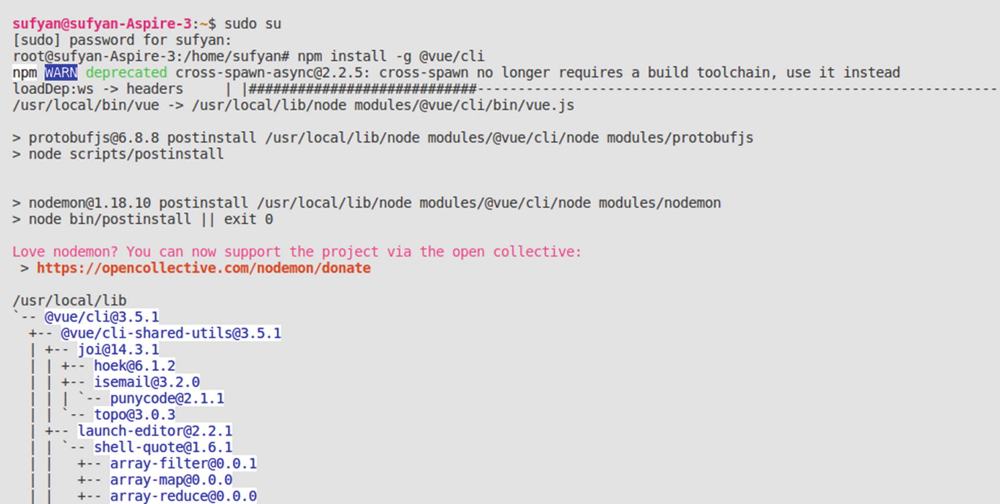 sufyan@sufyan-Aspire-3:~$ sudo su
[sudo] password for sufyan:
root@sufyan-Aspire-3:/home/sufyan# npm install -g @vue/cli
npm WARN deprecated cross-spawn-async@2.2.5: cross-spawn no longer requires a build toolchain, use it instead
loadDep:ws -> headers     | |############################----------------------------------------------------------------
/usr/local/bin/vue -> /usr/local/lib/node modules/@vue/cli/bin/vue.js

> protobufjs@6.8.8 postinstall /usr/local/lib/node modules/@vue/cli/node modules/protobufjs
> node scripts/postinstall


> nodemon@1.18.10 postinstall /usr/local/lib/node modules/@vue/cli/node modules/nodemon
> node bin/postinstall || exit 0

Love nodemon? You can now support the project via the open collective:
 > https://opencollective.com/nodemon/donate

/usr/local/lib
`-- @vue/cli@3.5.1
  +-- @vue/cli-shared-utils@3.5.1
  | +-- joi@14.3.1
  | | +-- hoek@6.1.2
  | | +-- isemail@3.2.0
  | | | `-- punycode@2.1.1
  | | `-- topo@3.0.3
  | +-- launch-editor@2.2.1
  | | `-- shell-quote@1.6.1
  | |   +-- array-filter@0.0.1
  | |   +-- array-map@0.0.0
  | |   +-- array-reduce@0.0.0